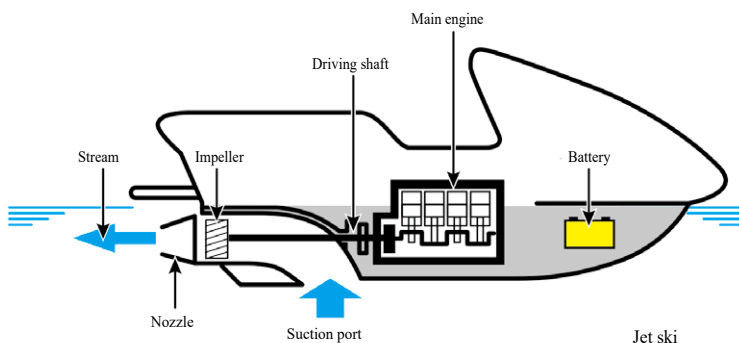 Main engine
Driving shaft
Stream
Impeller
Battery
Nozzle
Suction port
Jet ski